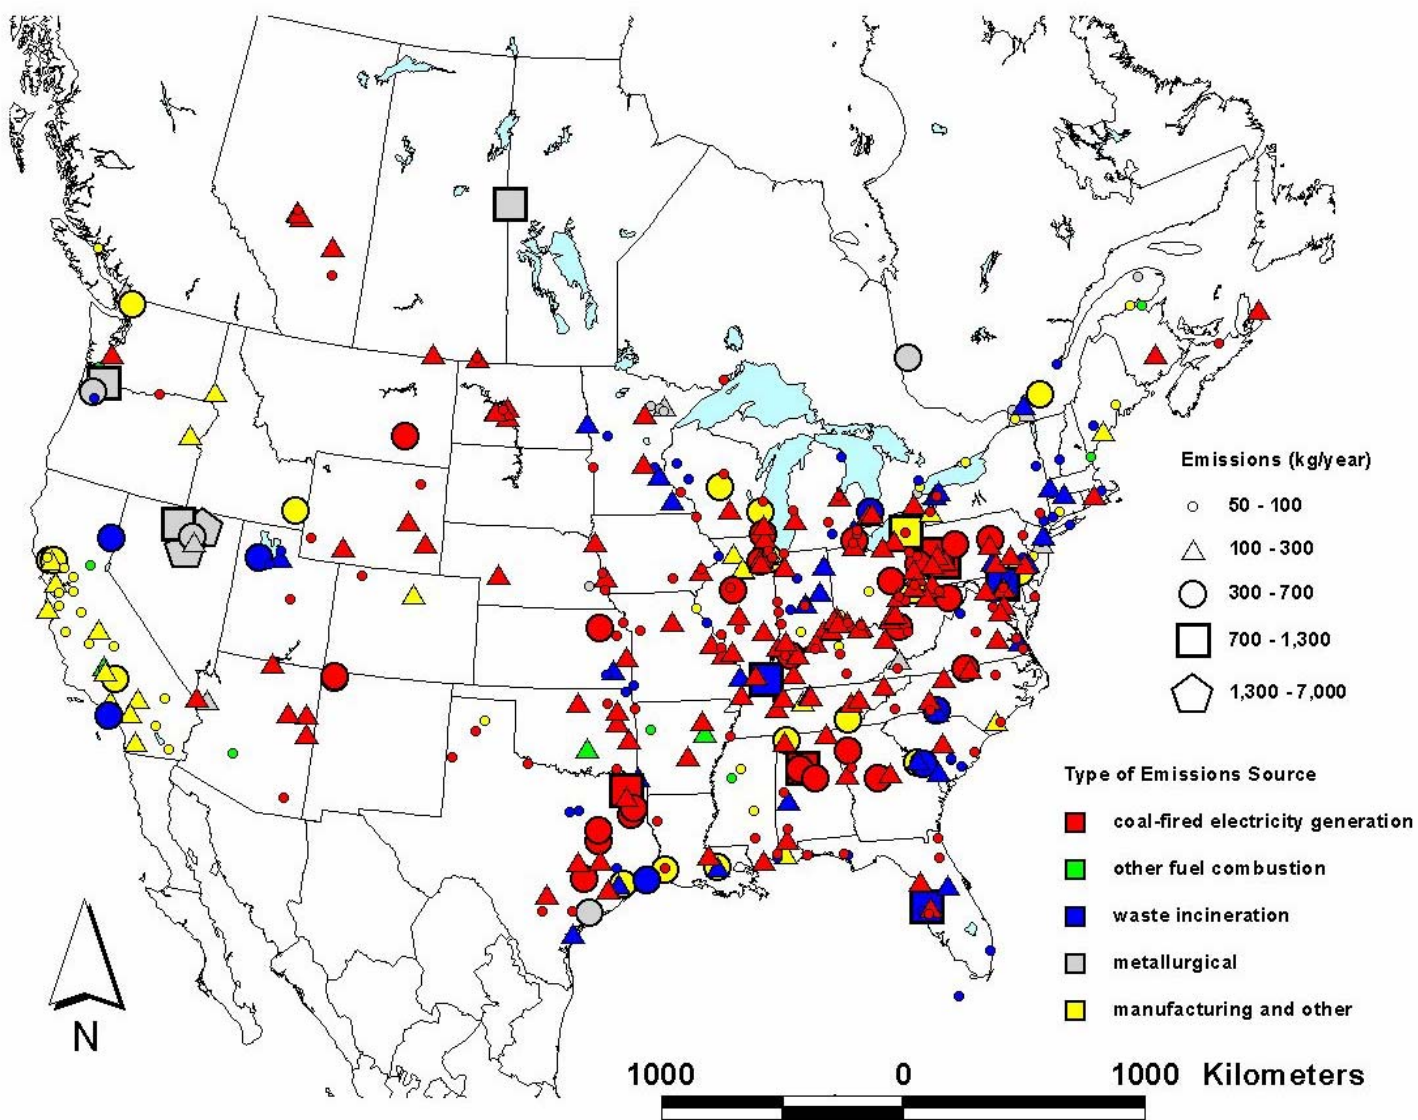 Emissions (kg/year)
50 - 100
100 - 300
300 - 700
700 - 1,300
1,300 - 7,000
Type of Emissions Source
coal-fired electricity generation
other fuel combustion
waste incineration
metallurgical
manufacturing and other
N
1000 0 1000 Kilometers